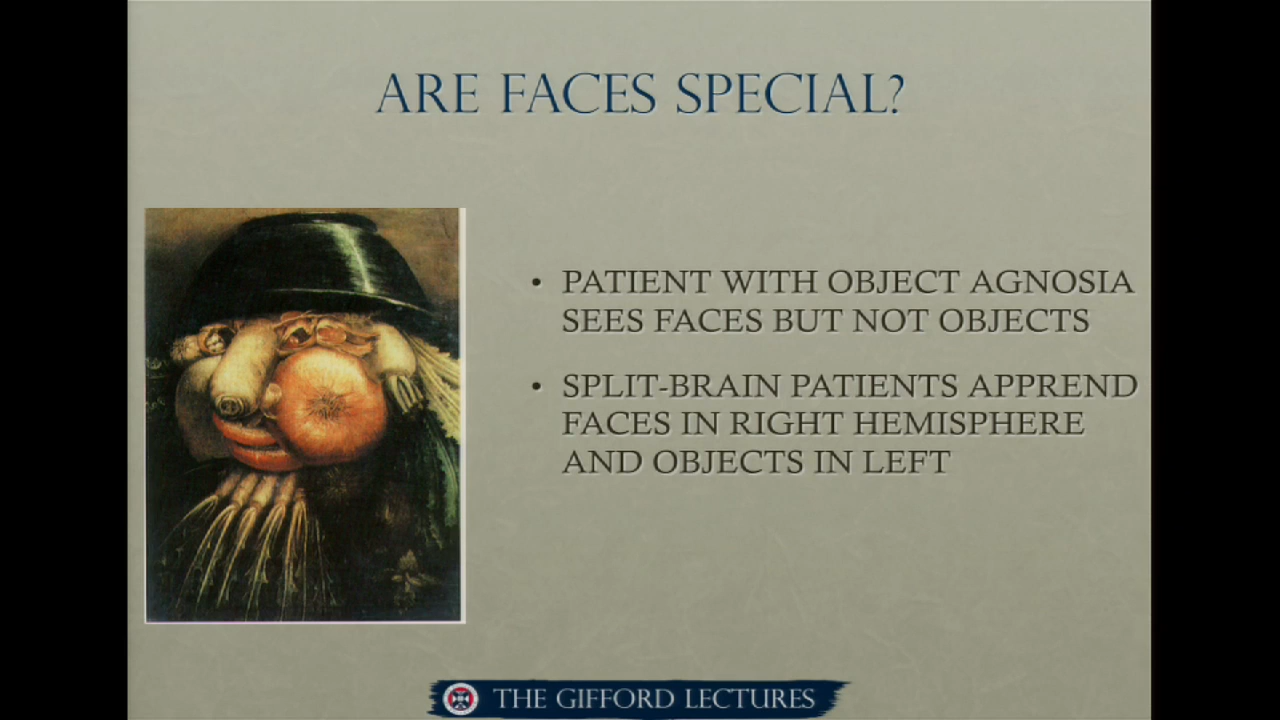 ARE FACES SPECIAL?
• PATIENT WITH OBJECT AGNOSIA
SEES FACES BUT NOT OBJECTS
• SPLIT-BRAIN PATIENTS APPREND
FACES IN RIGHT HEMISPHERE
AND OBJECTS IN LEFT
THE GIFFORD LECTURES